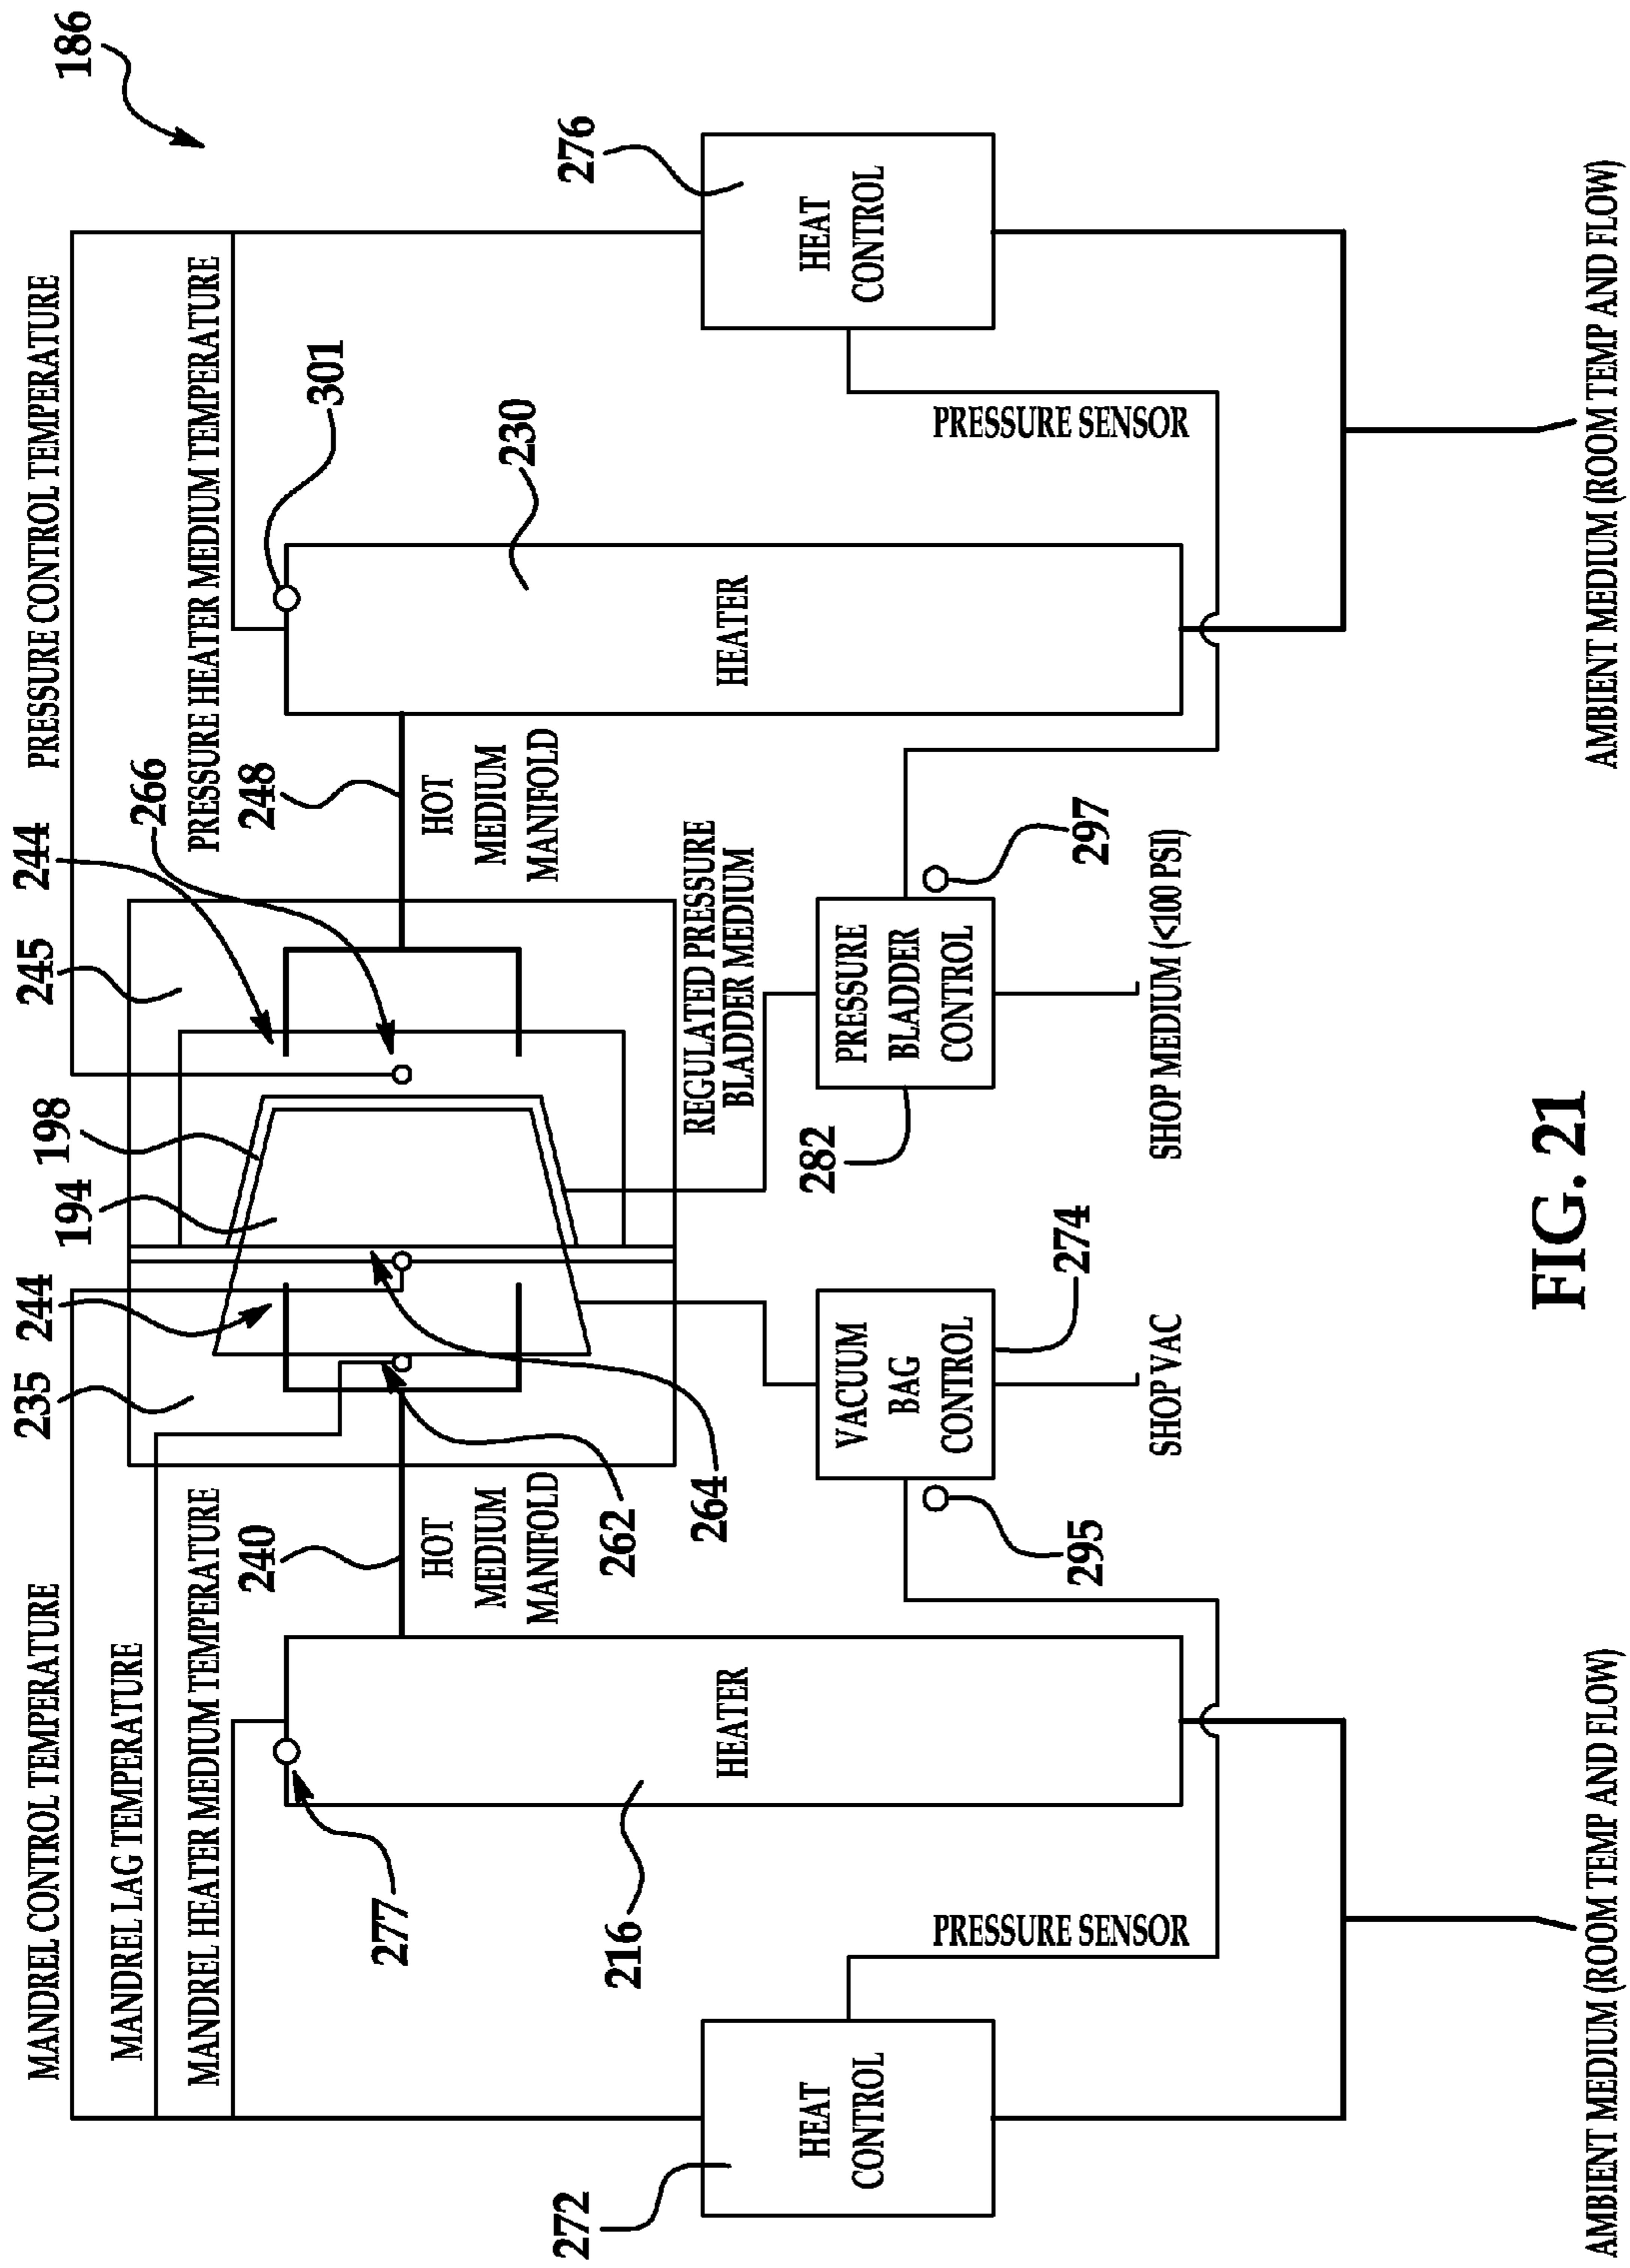 186
MANDREL CONTROL TEMPERATURE
PRESSURE CONTROL TEMPERATURE
MANDREL LAG TEMPERATURE
MANDREL HEATER MEDIUM TEMPERATURE
PRESSURE HEATER MEDIUM TEMPERATURE
235
244
194
198
245
244
266
240
HOT
MEDIUM
MANIFOLD
248
HOT
MEDIUM
MANIFOLD
301
277
262
264
276
HEAT
CONTROL
230
HEATER
216
HEATER
272
HEAT
CONTROL
REGULATED PRESSURE
BLADDER MEDIUM
PRESSURE SENSOR
VACUUM
BAG
CONTROL
274
282
PRESSURE
BLADDER
CONTROL
PRESSURE SENSOR
295
297
SHOP VAC
SHOP MEDIUM (<100 PSI)
AMBIENT MEDIUM (ROOM TEMP AND FLOW)
AMBIENT MEDIUM (ROOM TEMP AND FLOW)
FIG. 21